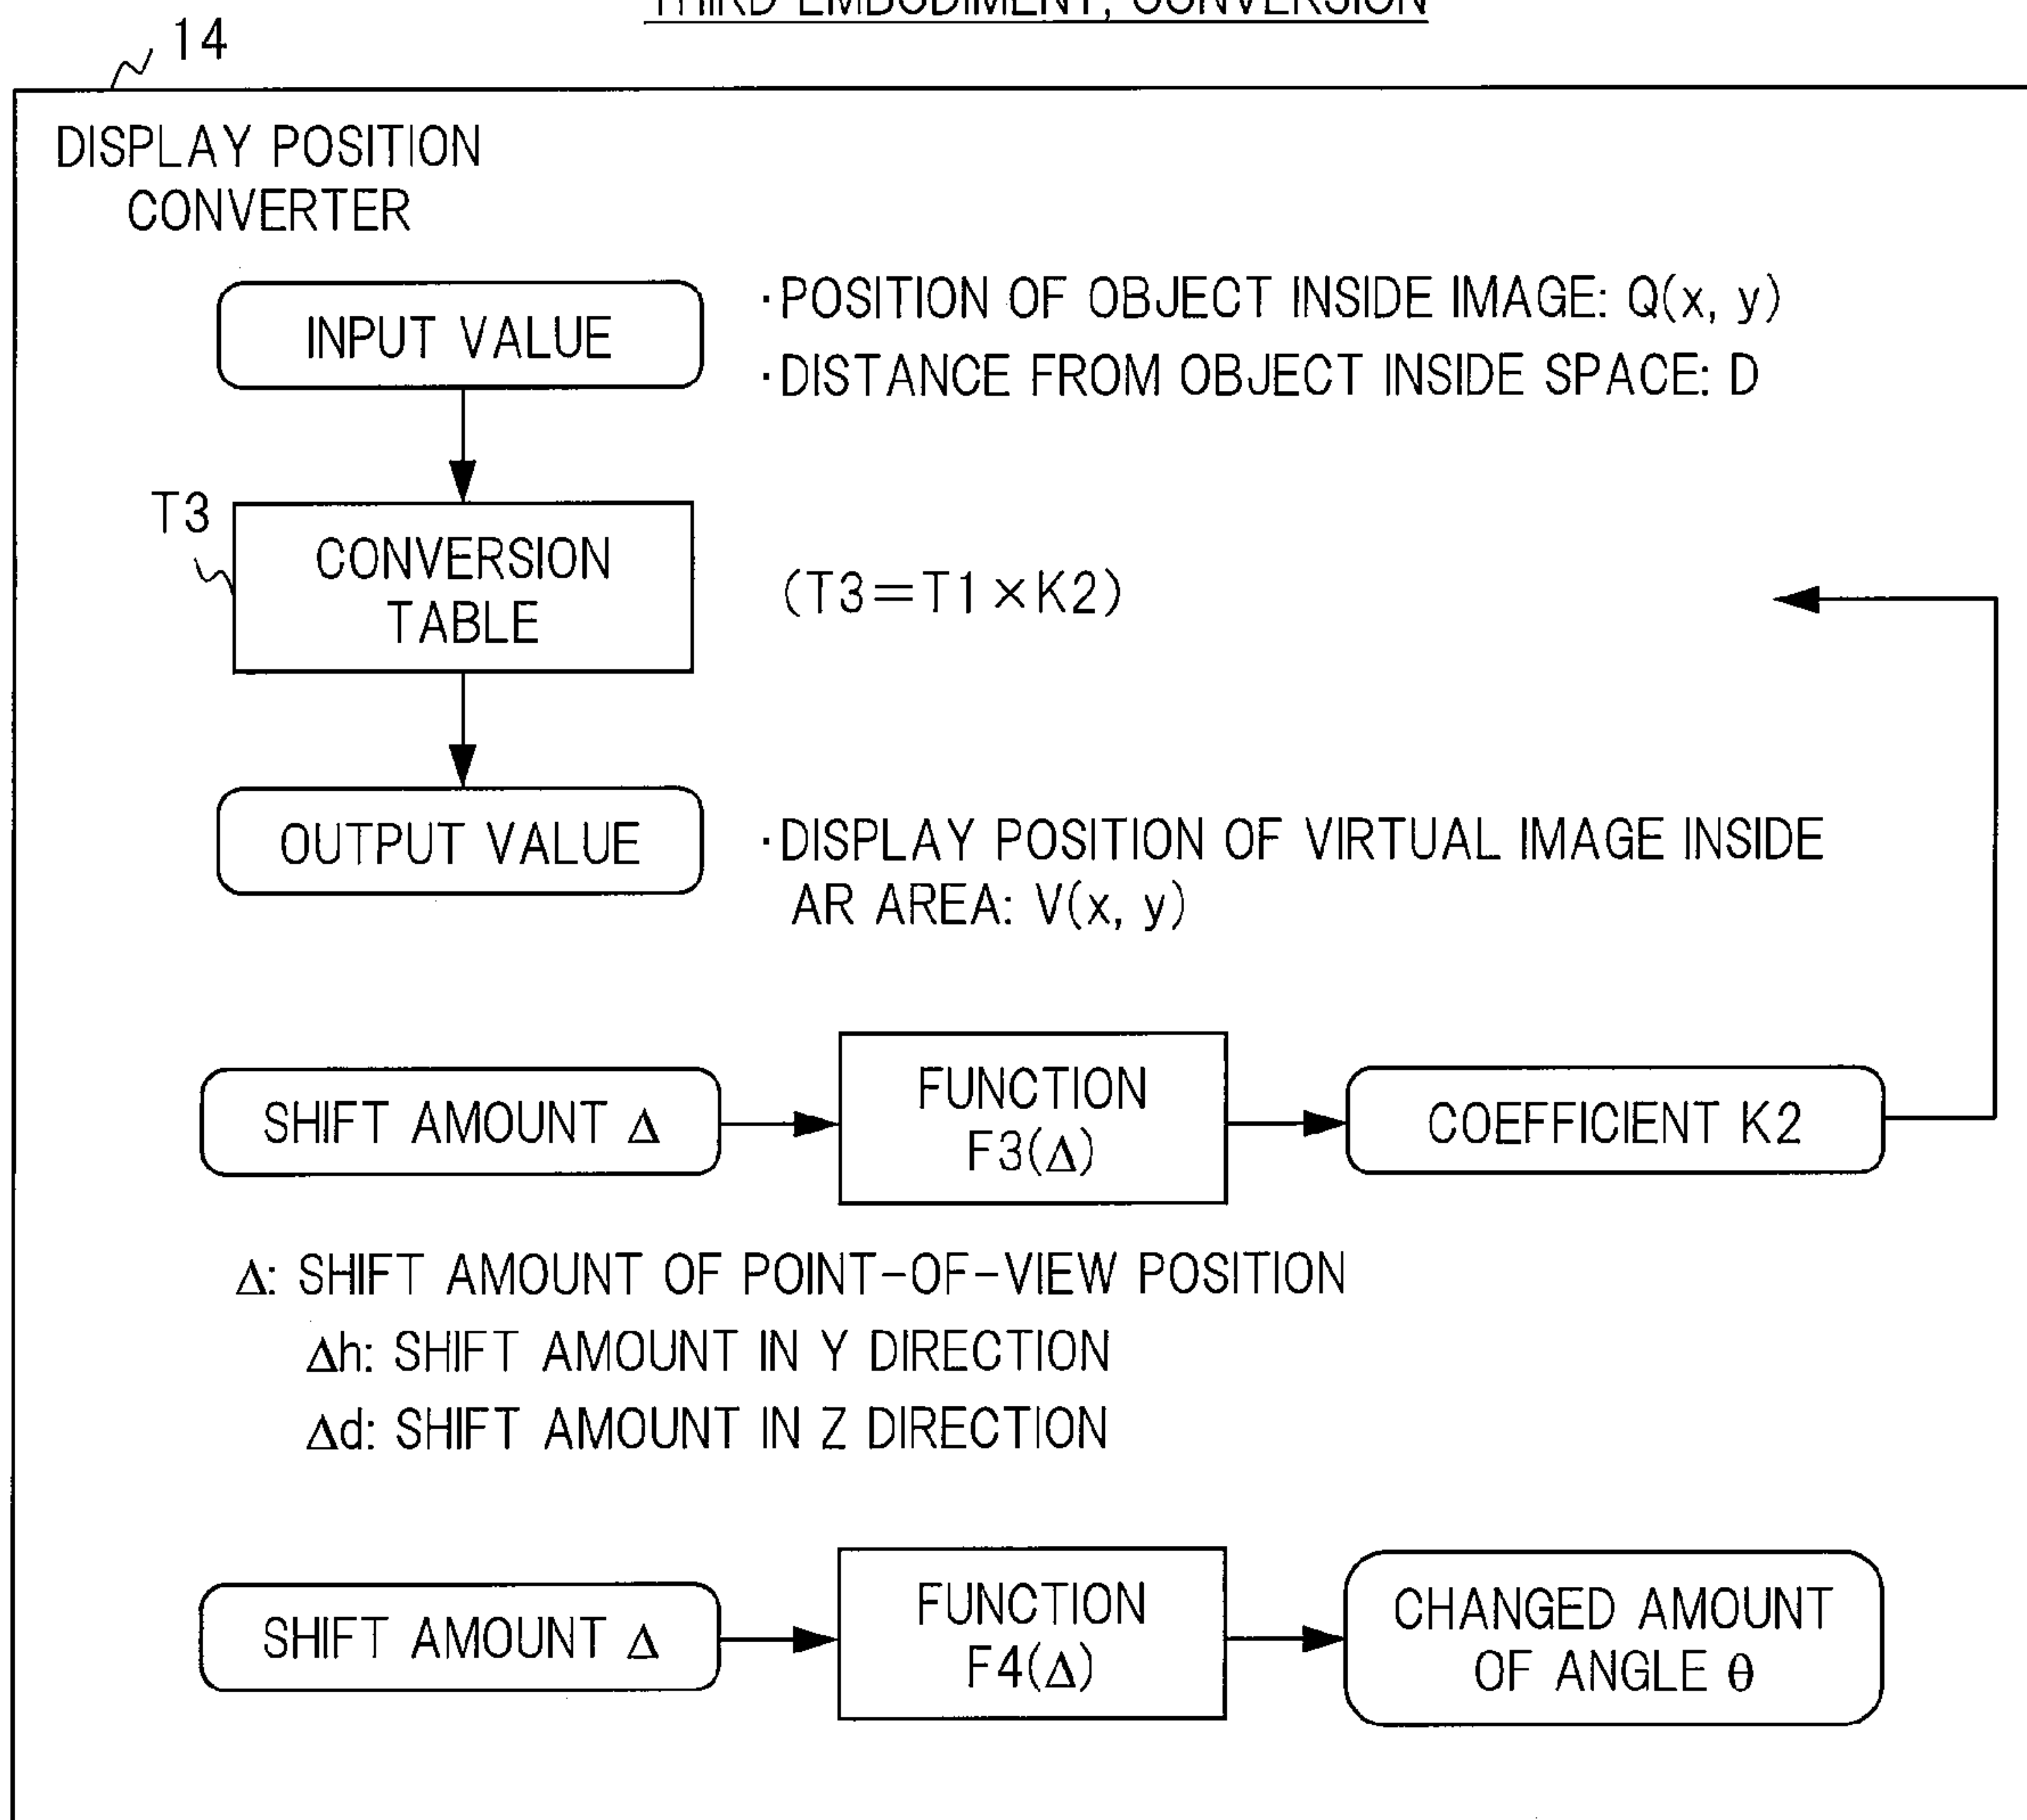 THIRD EMBODIMENT, CONVERSION
14
DISPLAY POSITION
CONVERTER
INPUT VALUE
·POSITION OF OBJECT INSIDE IMAGE: Q(x, y)
·DISTANCE FROM OBJECT INSIDE SPACE: D
T3
CONVERSION
TABLE
(T3=T1×K2)
OUTPUT VALUE
·DISPLAY POSITION OF VIRTUAL IMAGE INSIDE
AR AREA: V(x, y)
SHIFT AMOUNT Δ
FUNCTION
F3(Δ)
COEFFICIENT K2
Δ: SHIFT AMOUNT OF POINT-OF-VIEW POSITION
Δh: SHIFT AMOUNT IN Y DIRECTION
Δd: SHIFT AMOUNT IN Z DIRECTION
SHIFT AMOUNT Δ
FUNCTION
F4(Δ)
CHANGED AMOUNT
OF ANGLE θ